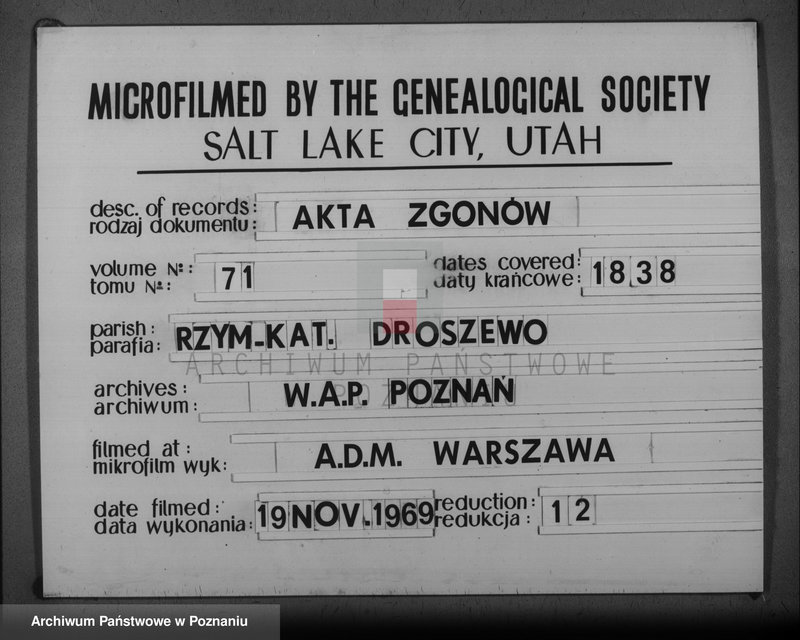 MICROFILMED BY THE GENEALOGICAL SOCIETY
SALT LAKE CITY, UTAH
desc. of records: AKTA ZGONÓW
rodzaj dokumentu:
volume №: 71 dates covered: 1838
tomu №: daty krańcowe:
parish: RZYM-KAT. DROSZEWO
parafia:
ARCHIWUM PAŃSTWOWE
archives: W.A.P. POZNAŃ
archiwum:
filmed at: A.D.M. WARSZAWA
mikrofilm wyk:
date filmed: 19 NOV. 1969 reduction: 12
data wykonania: redukcja:
Archiwum Państwowe w Poznaniu